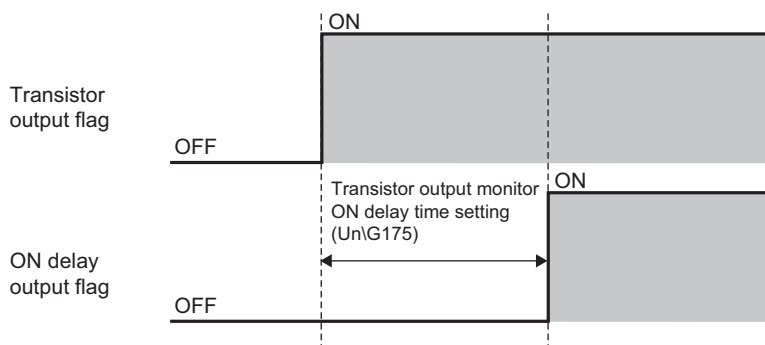 ON
Transistor
output flag
OFF
Transistor output monitor
ON delay time setting
(Un\G175)
ON
ON delay
output flag
OFF